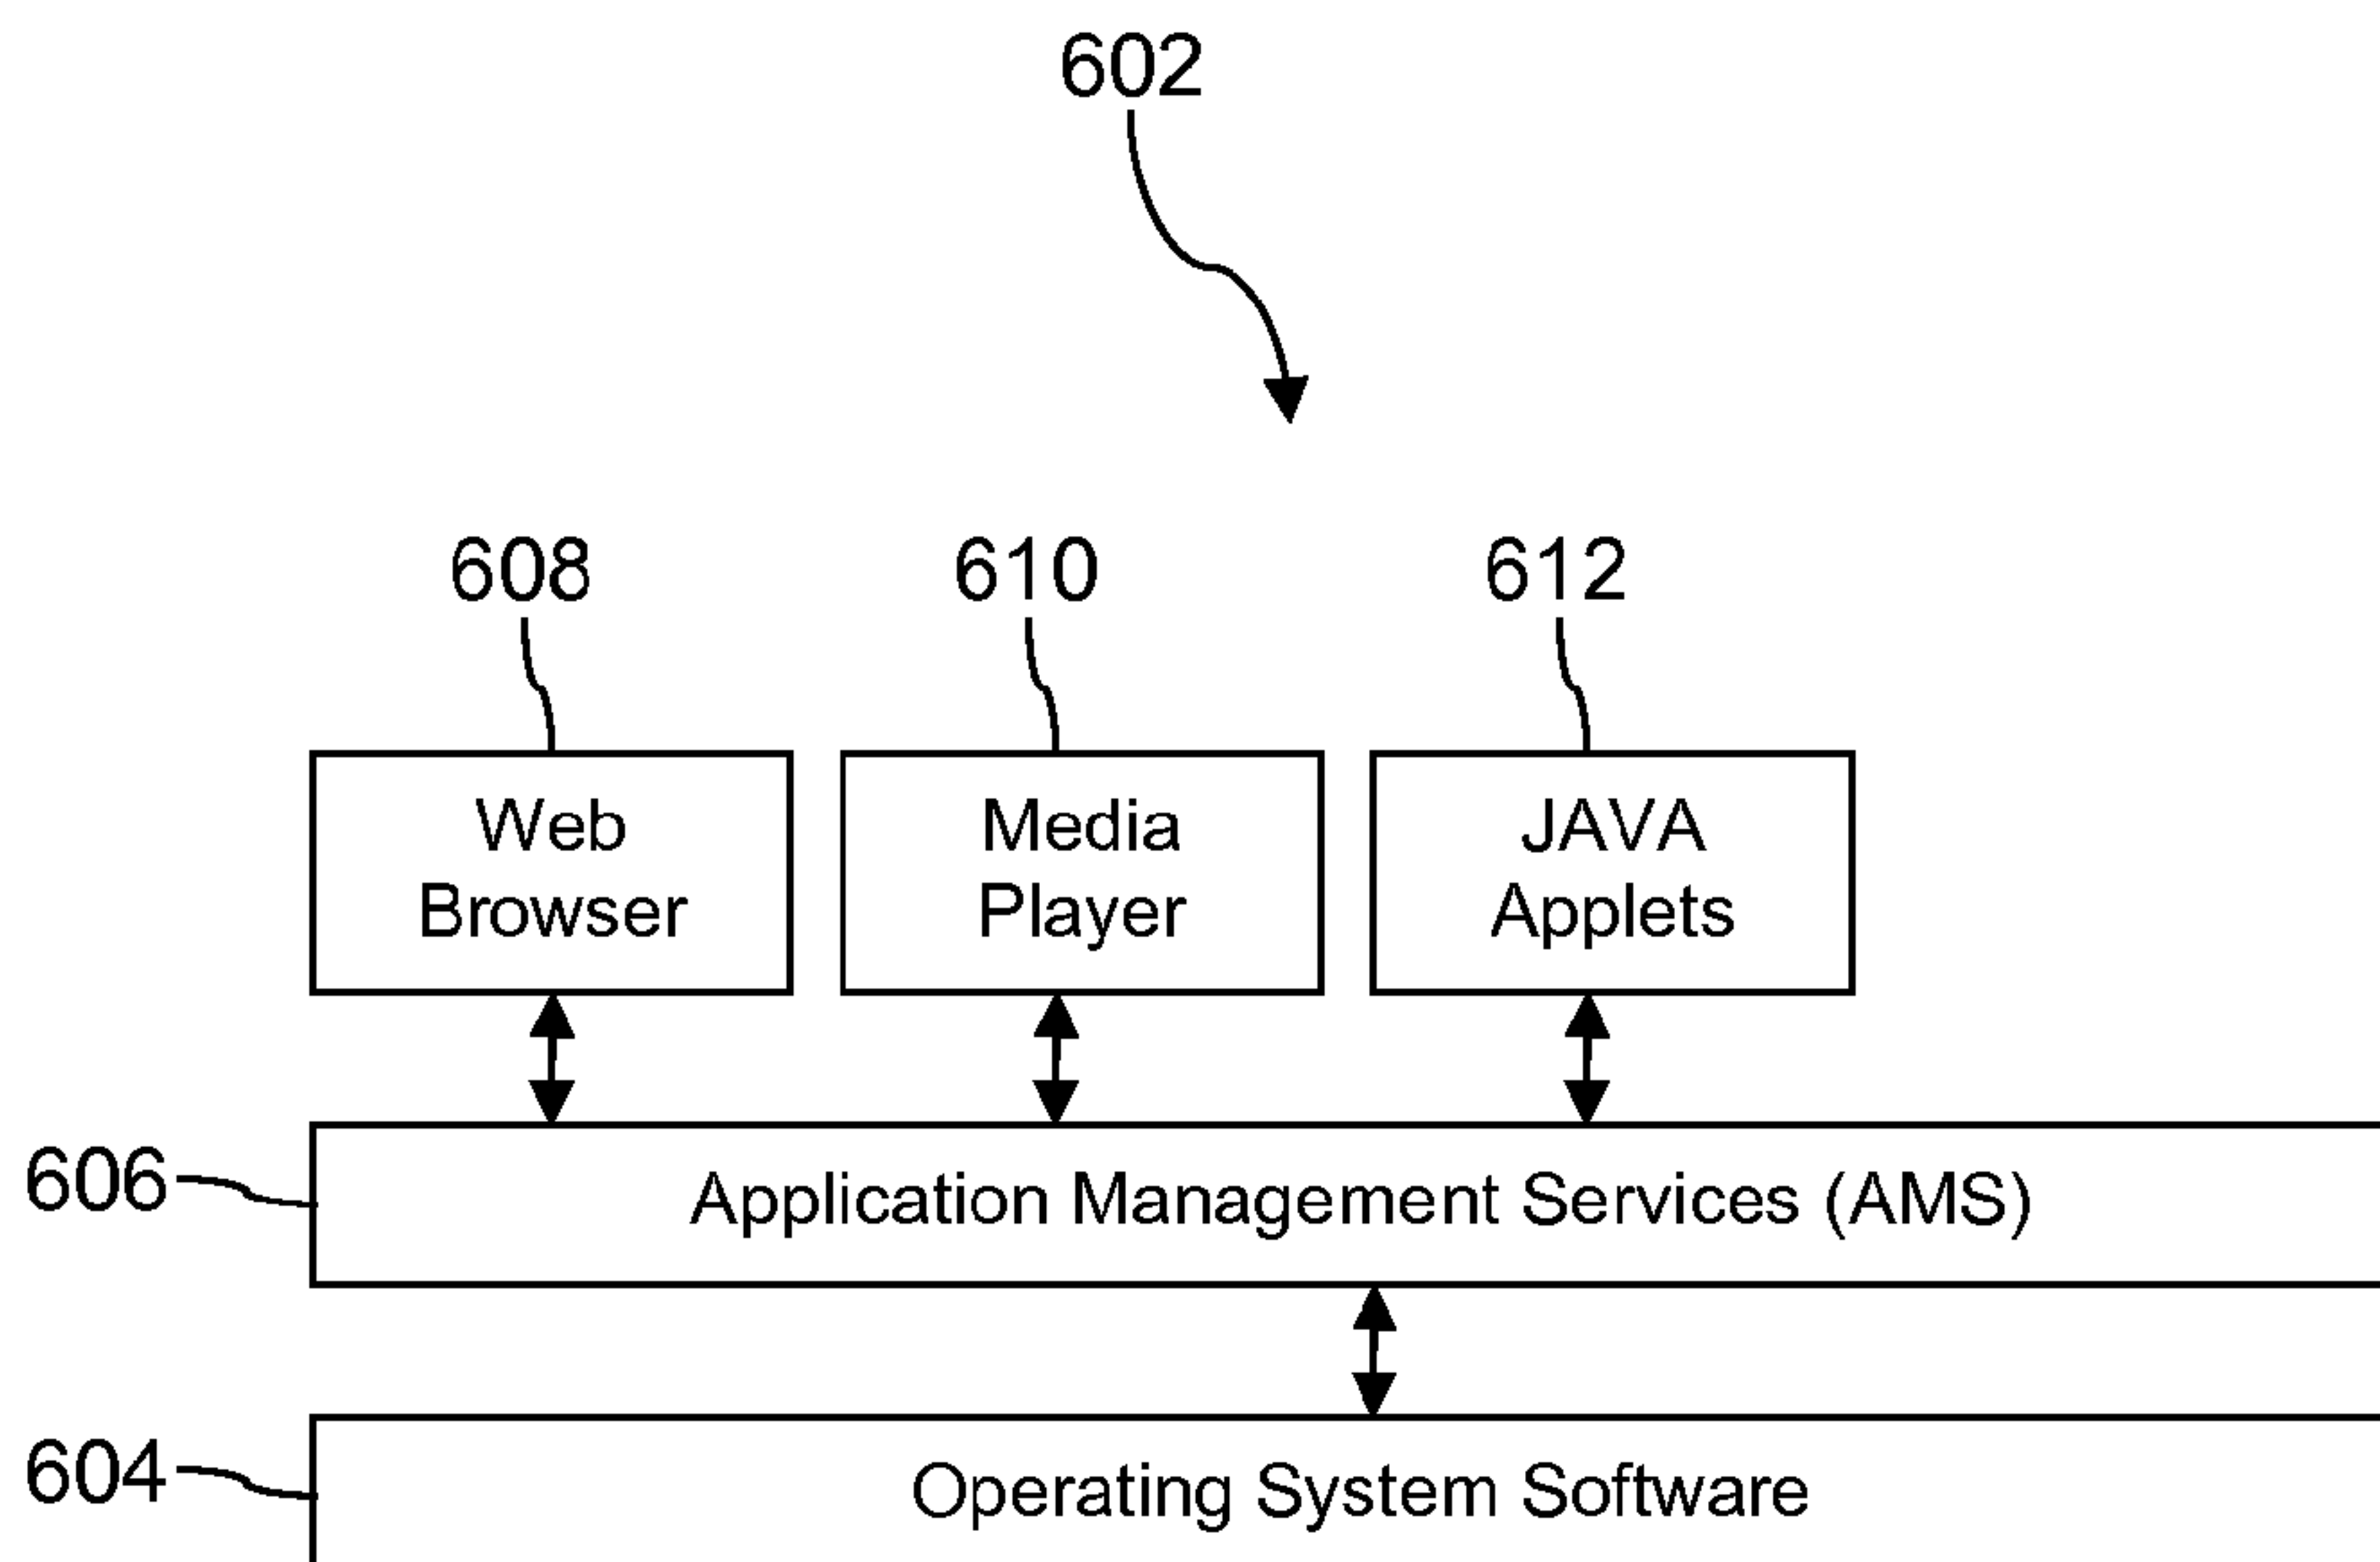 602
608
610
612
Web
Browser
Media
Player
JAVA
Applets
606
Application Management Services (AMS)
604
Operating System Software